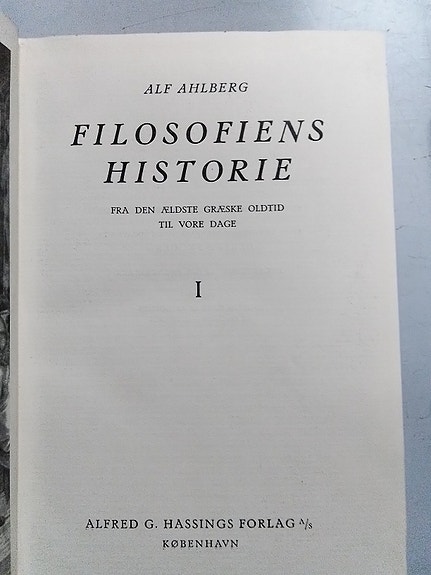 ALF AHLBERG
FILOSOFIENS
HISTORIE
FRA DEN ÆLDSTE GRÆSKE OLDTID
TIL VORE DAGE
I
ALFRED G. HASSINGS FORLAG A/S
KØBENHAVN